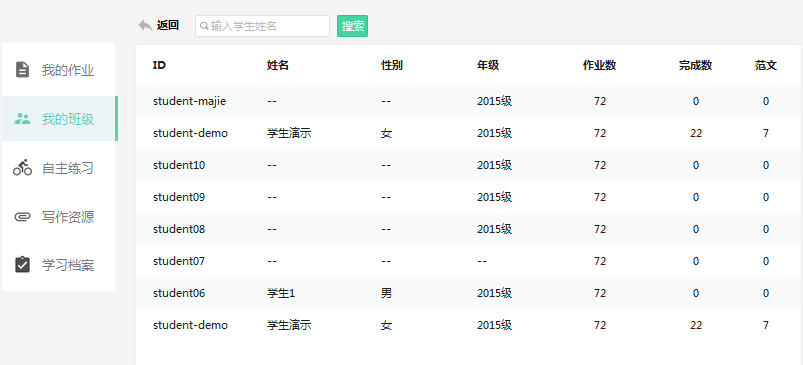 返回
输入学生姓名
搜索
我的作业
我的班级
自主练习
写作资源
学习档案
ID 姓名 性别 年级 作业数 完成数 范文
student-majie -- -- 2015级 72 0 0
student-demo 学生演示 女 2015级 72 22 7
student10 -- -- 2015级 72 0 0
student09 -- -- 2015级 72 0 0
student08 -- -- 2015级 72 0 0
student07 -- -- -- 72 0 0
student06 学生1 男 2015级 72 0 0
student-demo 学生演示 女 2015级 72 22 7